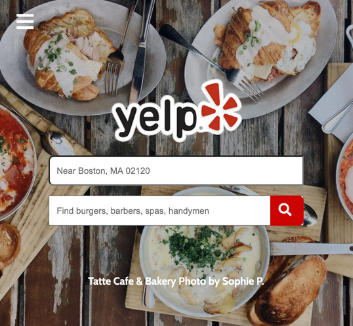 yelp
Near Boston, MA 02120
Find burgers, barbers, spas, handymen
Tatte Cafe & Bakery Photo by Sophie P.